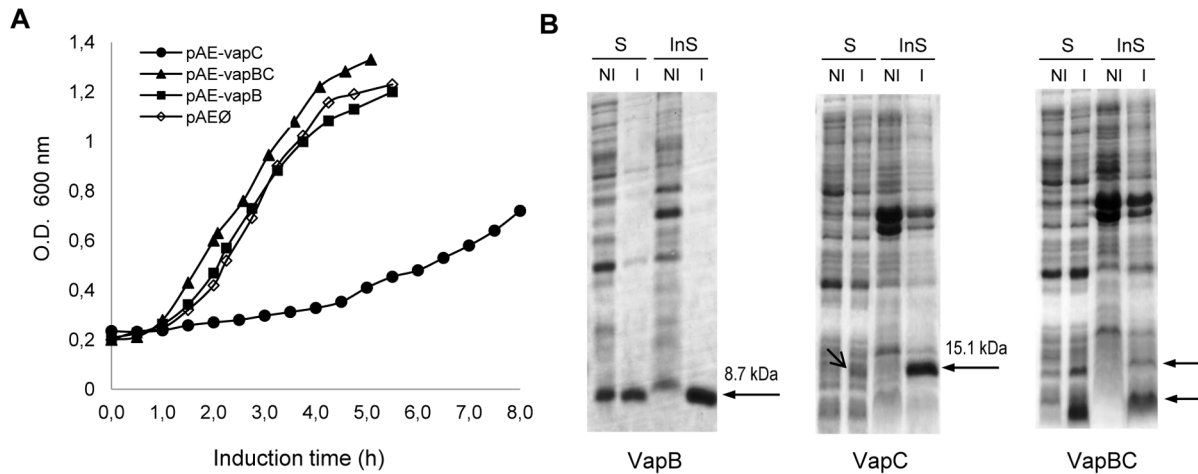 A
pAE-vapC
pAE-vapBC
pAE-vapB
pAEØ
O.D. 600 nm
1,4
1,2
1
0,8
0,6
0,4
0,2
0
0,0 1,0 2,0 3,0 4,0 5,0 6,0 7,0 8,0
Induction time (h)
B
S InS
NI I NI I
8.7 kDa
VapB
S InS
NI I NI I
15.1 kDa
VapC
S InS
NI I NI I
VapBC